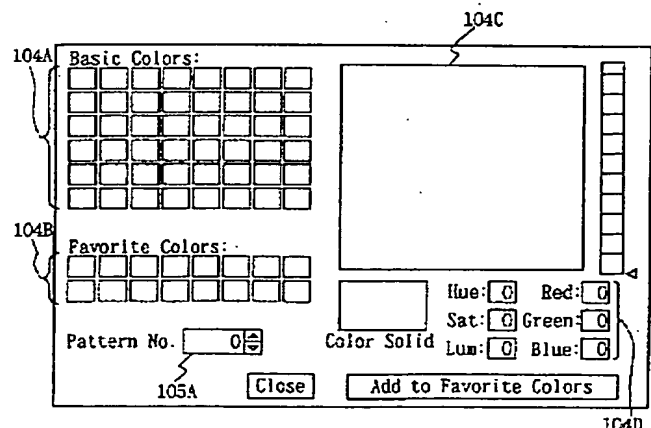 104C
104A
Basic Colors:
104B
Favorite Colors:
Hue: 0 Red: 0
Sat: 0 Green: 0
Pattern No. 0 Color Solid Lum: 0 Blue: 0
105A
Close Add to Favorite Colors
104D